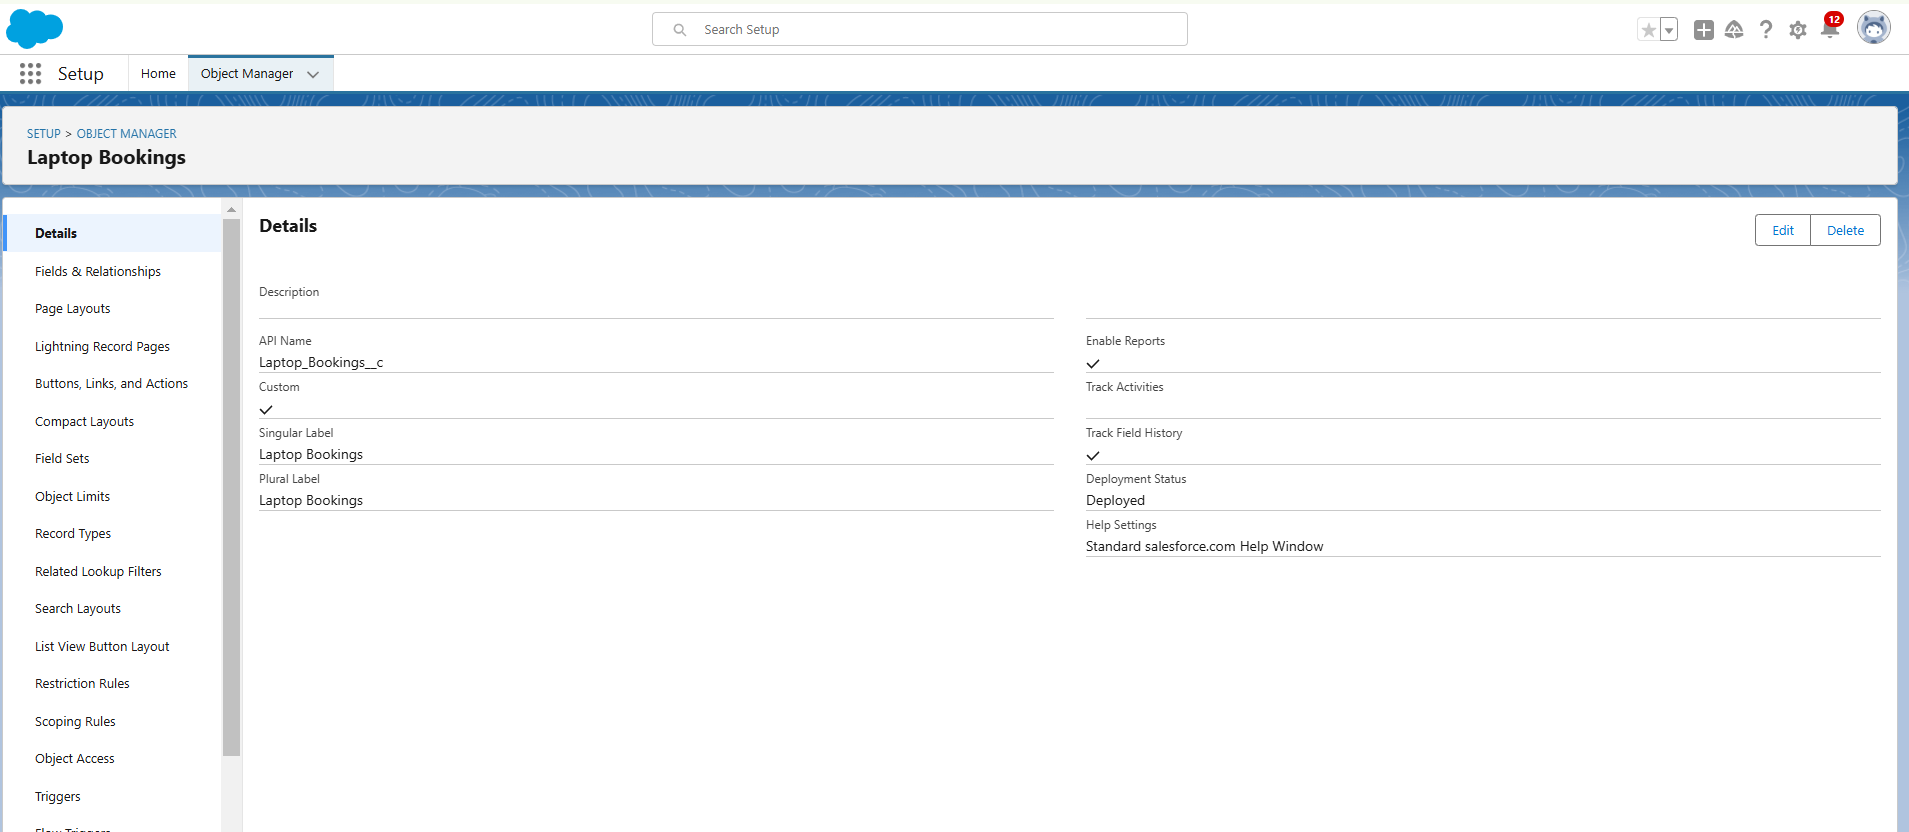 Search Setup
12
Setup
Home
Object Manager
SETUP > OBJECT MANAGER
Laptop Bookings
Details
Fields & Relationships
Page Layouts
Lightning Record Pages
Buttons, Links, and Actions
Compact Layouts
Field Sets
Object Limits
Record Types
Related Lookup Filters
Search Layouts
List View Button Layout
Restriction Rules
Scoping Rules
Object Access
Triggers
Flow Triggers
Details
Edit
Delete
Description
API Name
Laptop_Bookings__c
Custom
Singular Label
Laptop Bookings
Plural Label
Laptop Bookings
Enable Reports
Track Activities
Track Field History
Deployment Status
Deployed
Help Settings
Standard salesforce.com Help Window